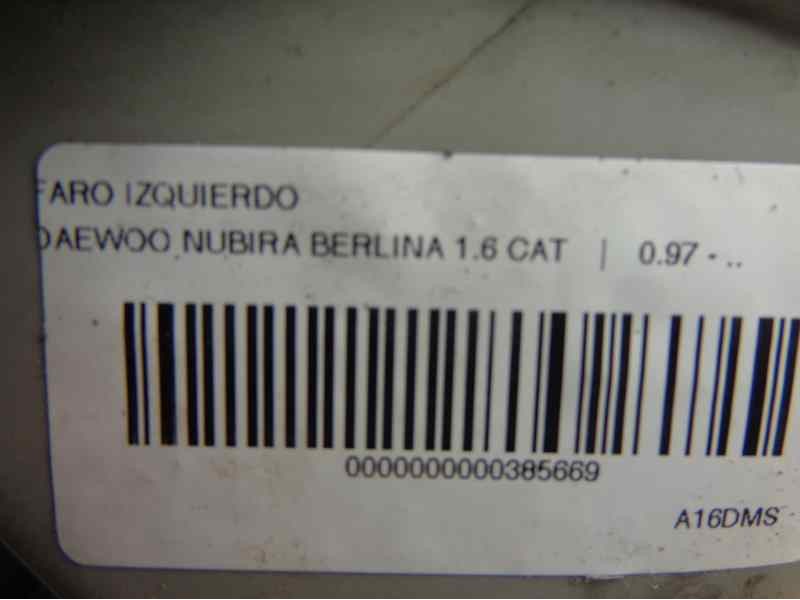 FARO IZQUIERDO
DAEWOO NUBIRA BERLINA 1.6 CAT | 0.97 - ..
0000000000385669
A16DMS